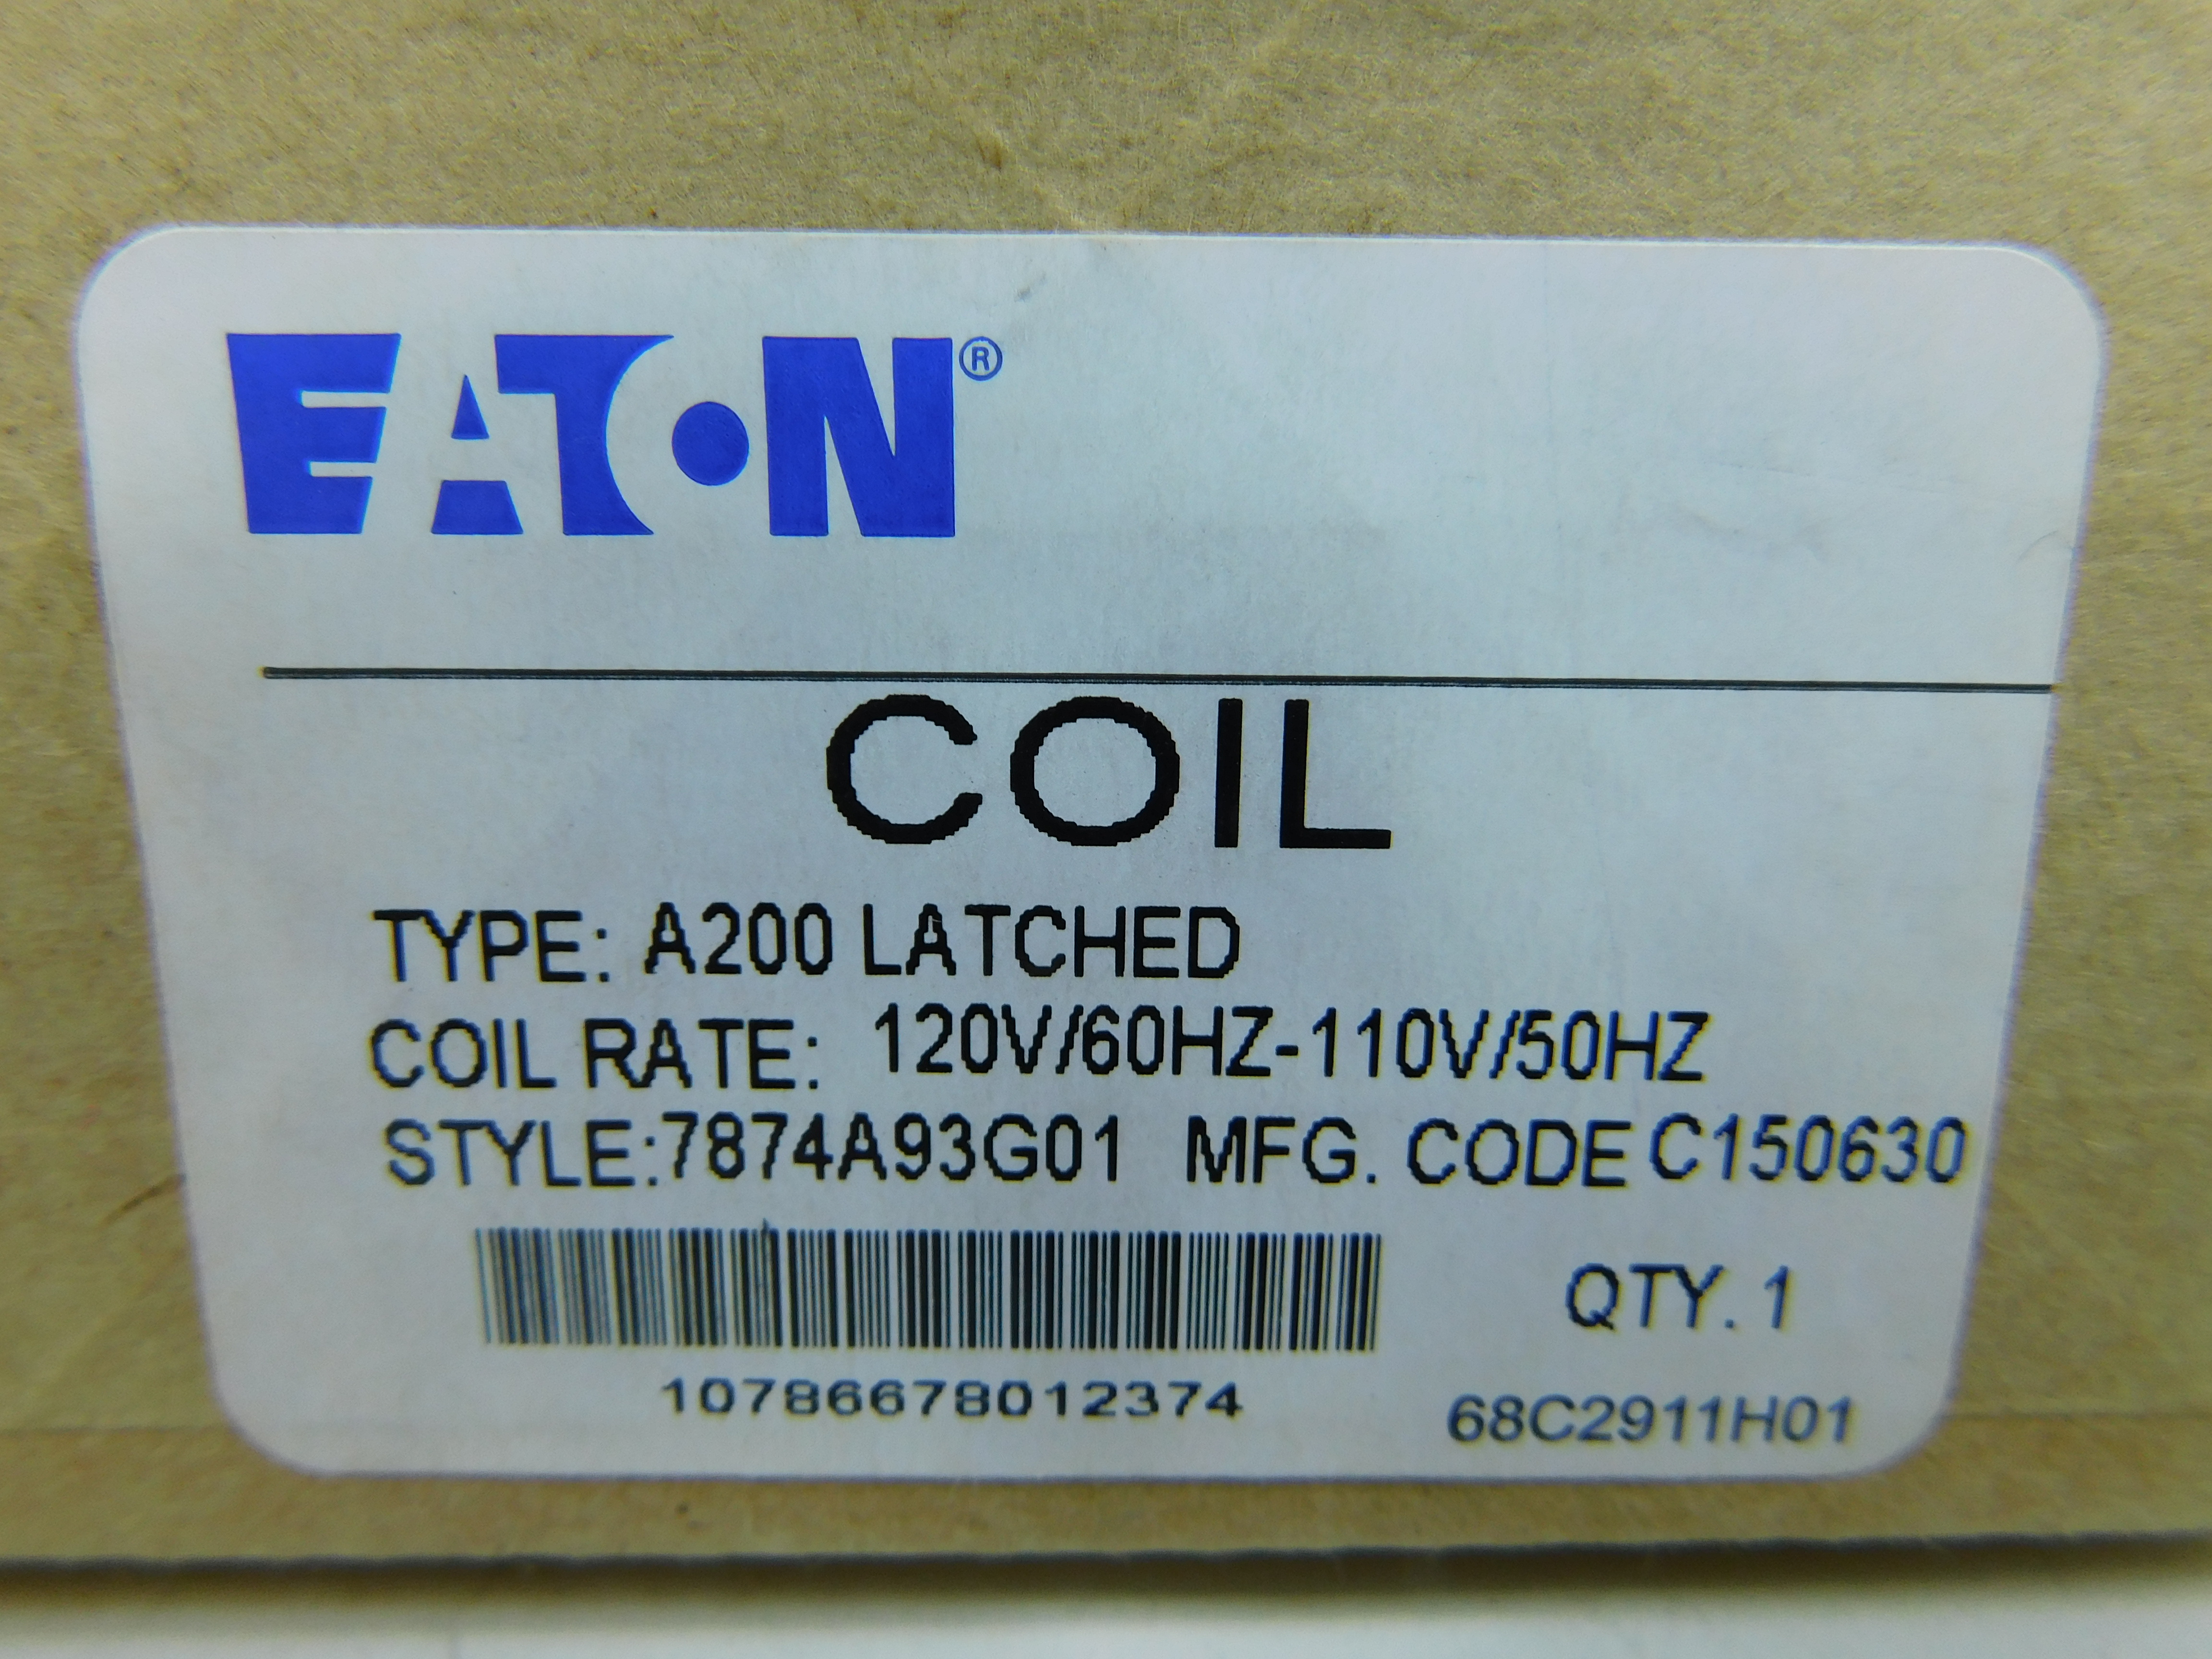 EATON®
COIL
TYPE: A200 LATCHED
COIL RATE: 120V/60HZ-110V/50HZ
STYLE:7874A93G01 MFG. CODE C150630
QTY. 1
10786678012374
68C2911H01